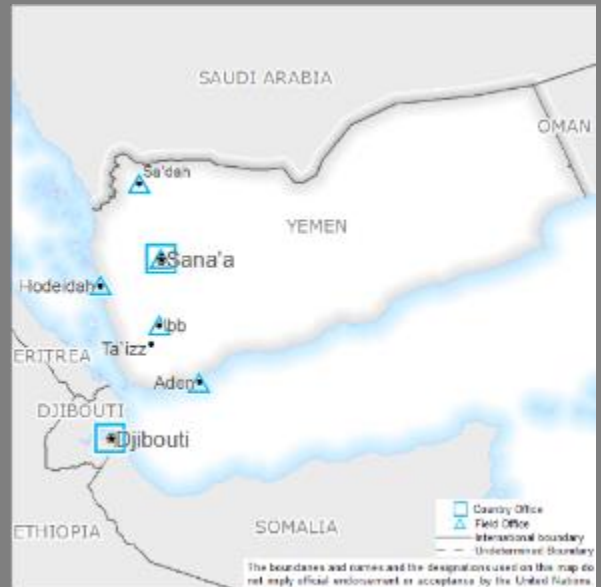 SAUDI ARABIA
OMAN
Sa'dah
YEMEN
Sana'a
Hodeidah
Ibb
Ta'izz
ERITREA
Aden
DJIBOUTI
Djibouti
ETHIOPIA
SOMALIA
Country Office
Field Office
International boundary
Undetermined Boundary
The boundaries and names and the designations used on this map do
not imply official endorsement or acceptance by the United Nations.